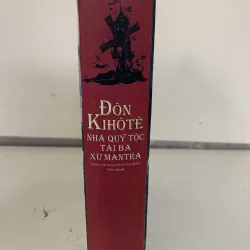 ĐÔN
KIHÔTÊ
NHÀ QUÝ TỘC
TÀI BA
XỨ MANTRA